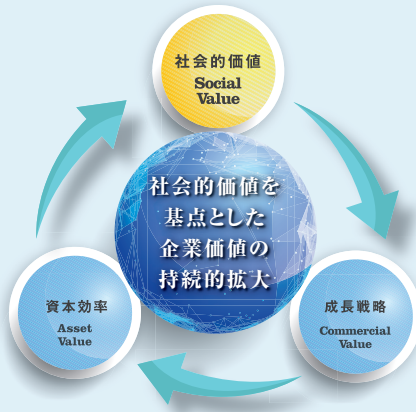 社会的価値
Social
Value
社会的価値を
基点とした
企業価値の
持続的拡大
資本効率
Asset
Value
成長戦略
Commercial
Value